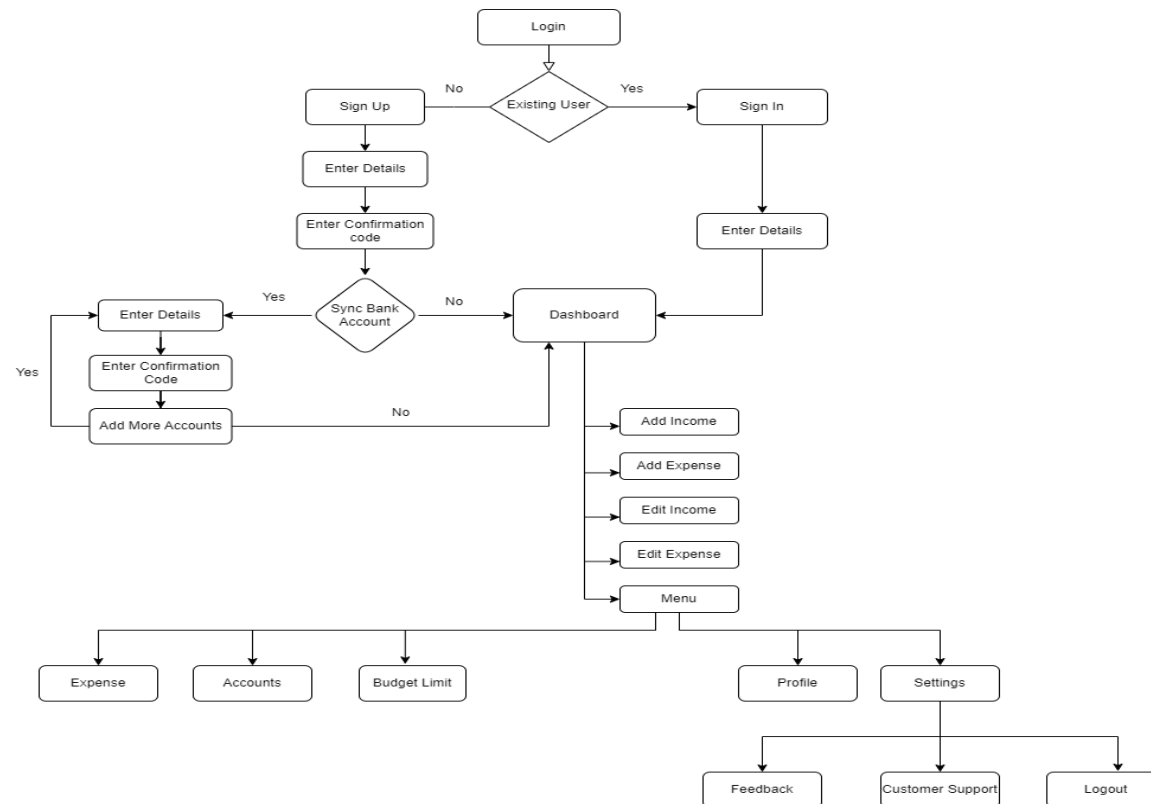 Login
No
Existing User
Yes
Sign Up
Sign In
Enter Details
Enter Confirmation
code
Enter Details
Yes
Sync Bank
Account
No
Enter Details
Dashboard
Enter Confirmation
Code
Yes
Add More Accounts
No
Add Income
Add Expense
Edit Income
Edit Expense
Menu
Expense
Accounts
Budget Limit
Profile
Settings
Feedback
Customer Support
Logout